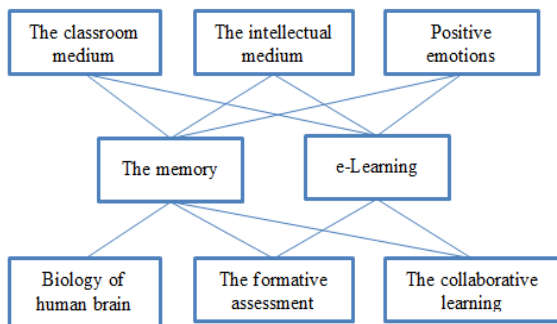 The classroom
medium
The intellectual
medium
Positive
emotions
The memory
e-Learning
Biology of
human brain
The formative
assessment
The collaborative
learning